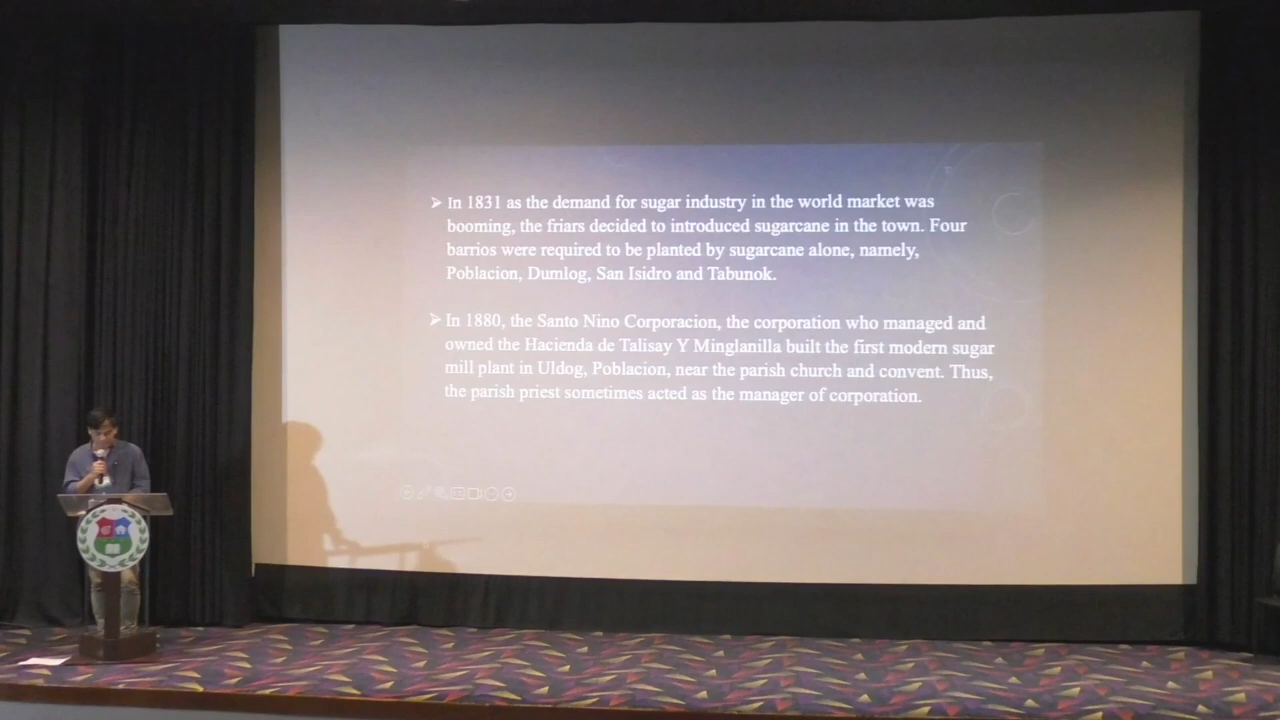 ➢ In 1831 as the demand for sugar industry in the world market was
booming, the friars decided to introduced sugarcane in the town. Four
barrios were required to be planted by sugarcane alone, namely,
Poblacion, Dumlog, San Isidro and Tabunok.
➢ In 1880, the Santo Nino Corporacion, the corporation who managed and
owned the Hacienda de Talisay Y Minglanilla built the first modern sugar
mill plant in Uldog, Poblacion, near the parish church and convent. Thus,
the parish priest sometimes acted as the manager of corporation.